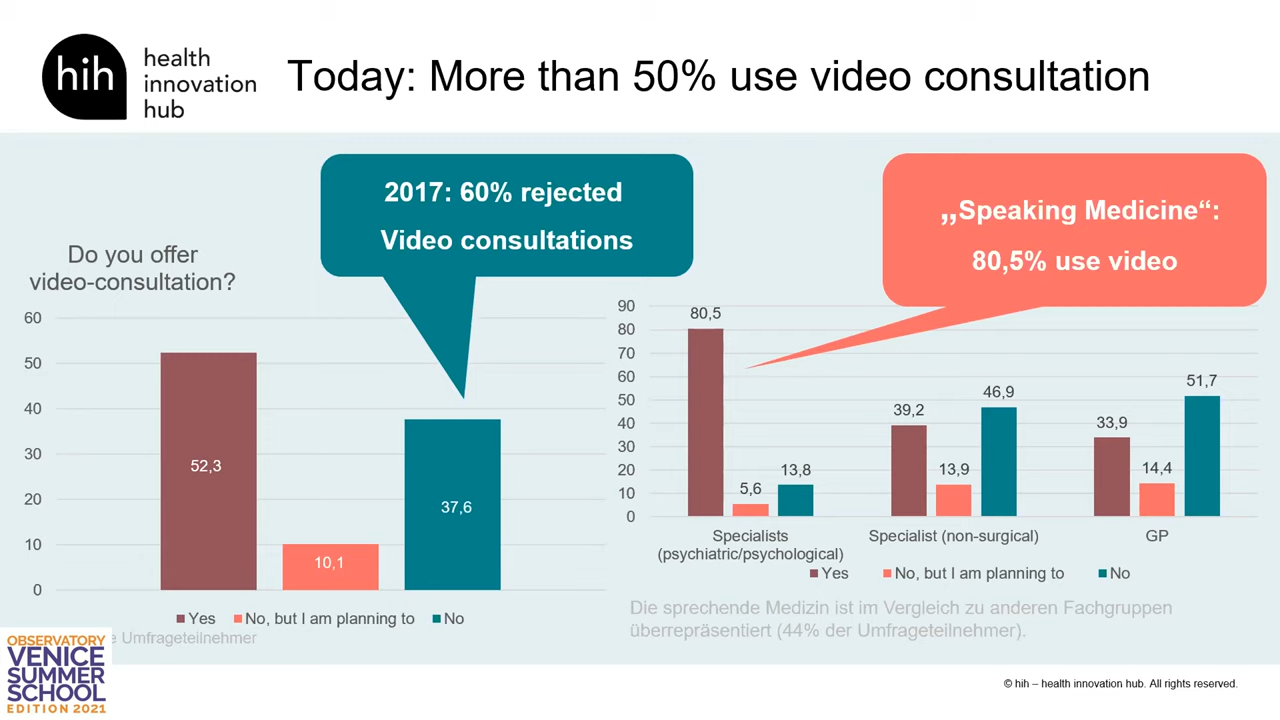 hih
health
innovation
hub
Today: More than 50% use video consultation
2017: 60% rejected
Video consultations
„Speaking Medicine“:
80,5% use video
Do you offer
video-consultation?
60
50
40
30
20
10
0
52,3
10,1
37,6
Yes
No, but I am planning to
No
Umfrageteilnehmer
90
80
70
60
50
40
30
20
10
0
80,5
5,6
13,8
39,2
13,9
46,9
33,9
14,4
51,7
Specialists
(psychiatric/psychological)
Specialist (non-surgical)
GP
Yes
No, but I am planning to
No
Die sprechende Medizin ist im Vergleich zu anderen Fachgruppen
überrepräsentiert (44% der Umfrageteilnehmer).
OBSERVATORY
VENICE
SUMMER
SCHOOL
EDITION 2021
© hih – health innovation hub. All rights reserved.